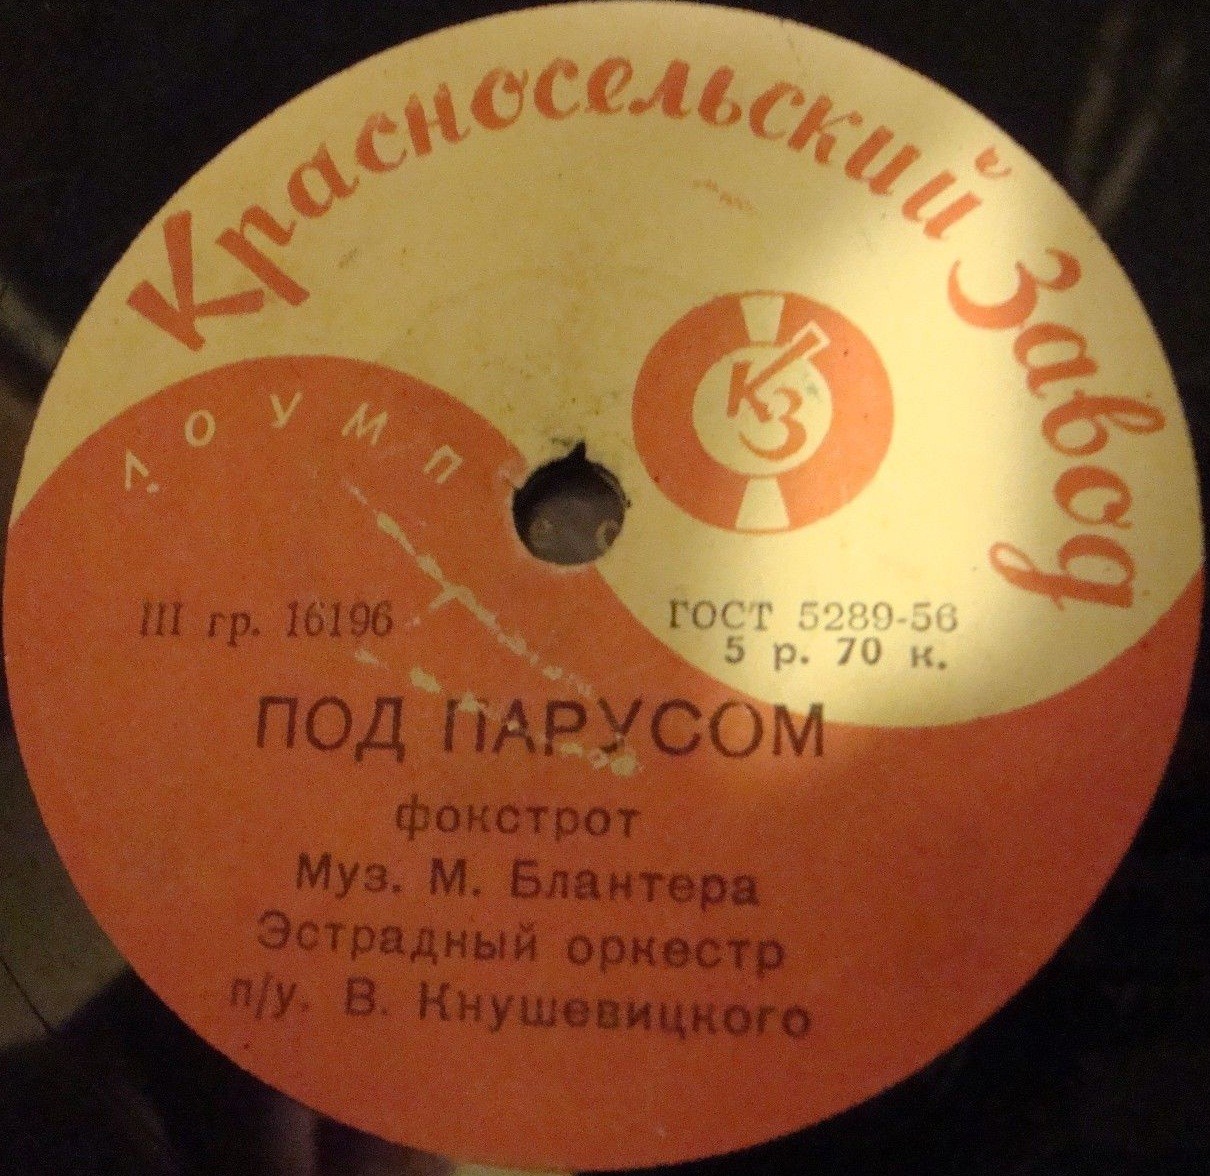 Красносельский Завод
КЗ
ЛОУМП
III гр. 16196
ГОСТ 5289-56
5 р. 70 к.
ПОД ПАРУСОМ
фокстрот
Муз. М. Блантера
Эстрадный оркестр
п/у. В. Кнушевицкого